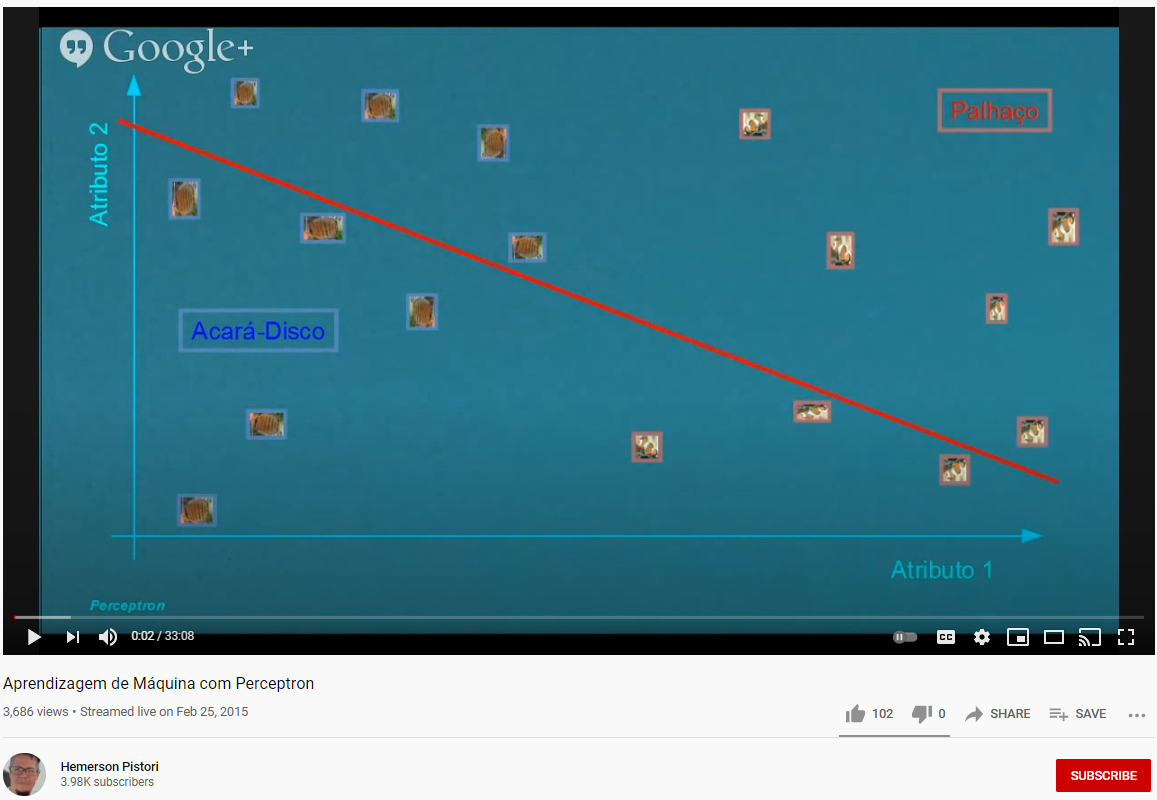 Google+
Atributo 2
Palhaço
Acará-Disco
Atributo 1
Perceptron
0:02 / 33:08
CC
Aprendizagem de Máquina com Perceptron
3,686 views • Streamed live on Feb 25, 2015
102 0 SHARE SAVE
Hemerson Pistori
3.98K subscribers
SUBSCRIBE